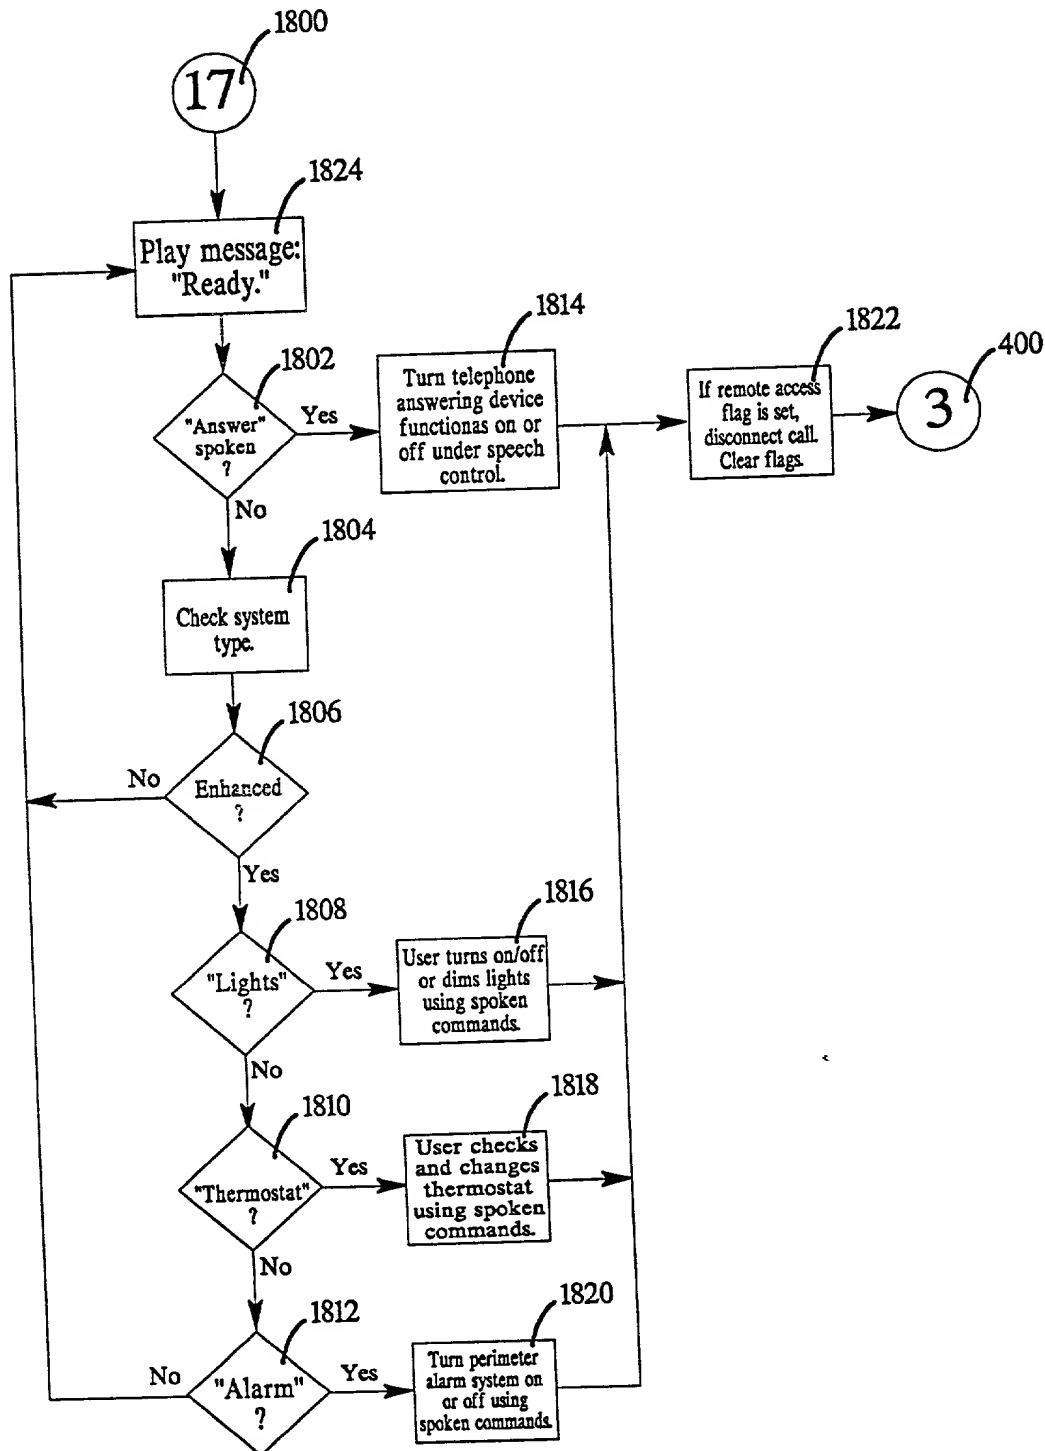 1800
17
1824
Play message:
"Ready."
1802
"Answer"
spoken
?
Yes
No
1814
Turn telephone
answering device
functionas on or
off under speech
control.
1822
If remote access
flag is set,
disconnect call.
Clear flags.
400
3
1804
Check system
type.
1806
Enhanced
?
No
Yes
1808
"Lights"
?
Yes
No
1816
User turns on/off
or dims lights
using spoken
commands.
1810
"Thermostat"
?
Yes
No
1818
User checks
and changes
thermostat
using spoken
commands.
1812
"Alarm"
?
No
Yes
1820
Turn perimeter
alarm system on
or off using
spoken commands.